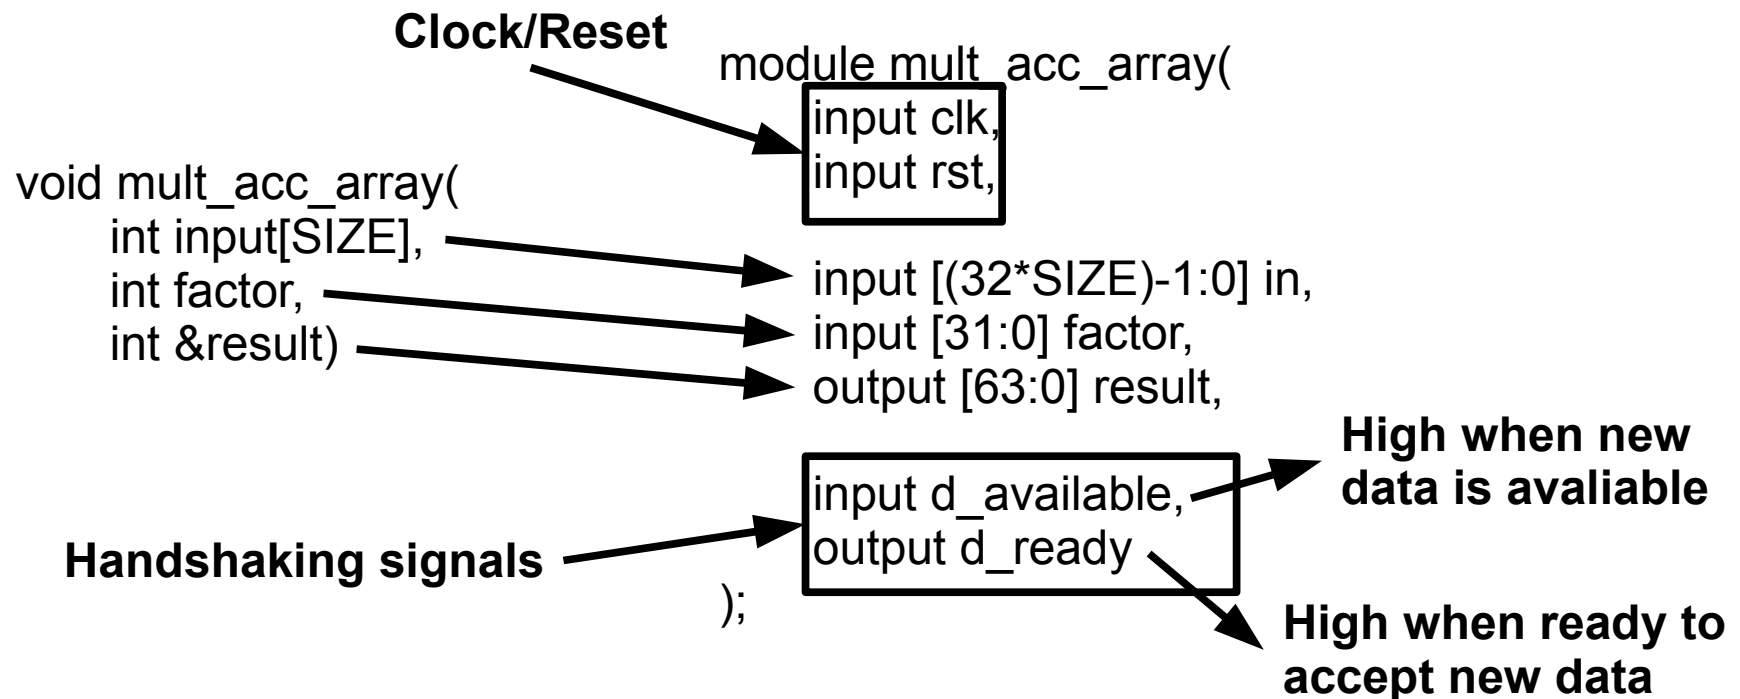 Clock/Reset
module mult_acc_array(
input clk,
input rst,
void mult_acc_array(
int input[SIZE],
int factor,
int &result)
input [(32*SIZE)-1:0] in,
input [31:0] factor,
output [63:0] result,
High when new
data is avaliable
input d_available,
output d_ready
Handshaking signals
);
High when ready to
accept new data